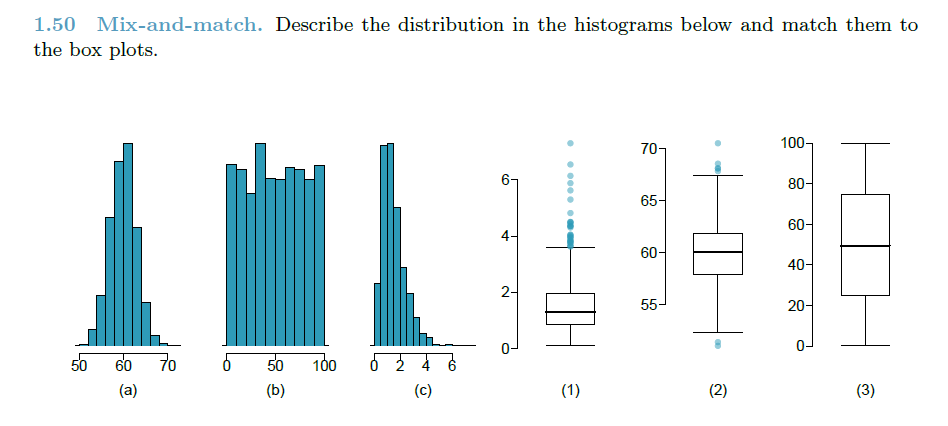 1.50 Mix-and-match. Describe the distribution in the histograms below and match them to
the box plots.
50 60 70
(a)
0 50 100
(b)
0 2 4 6
(c)
6
4
2
0
(1)
70
65
60
55
(2)
100
80
60
40
20
0
(3)